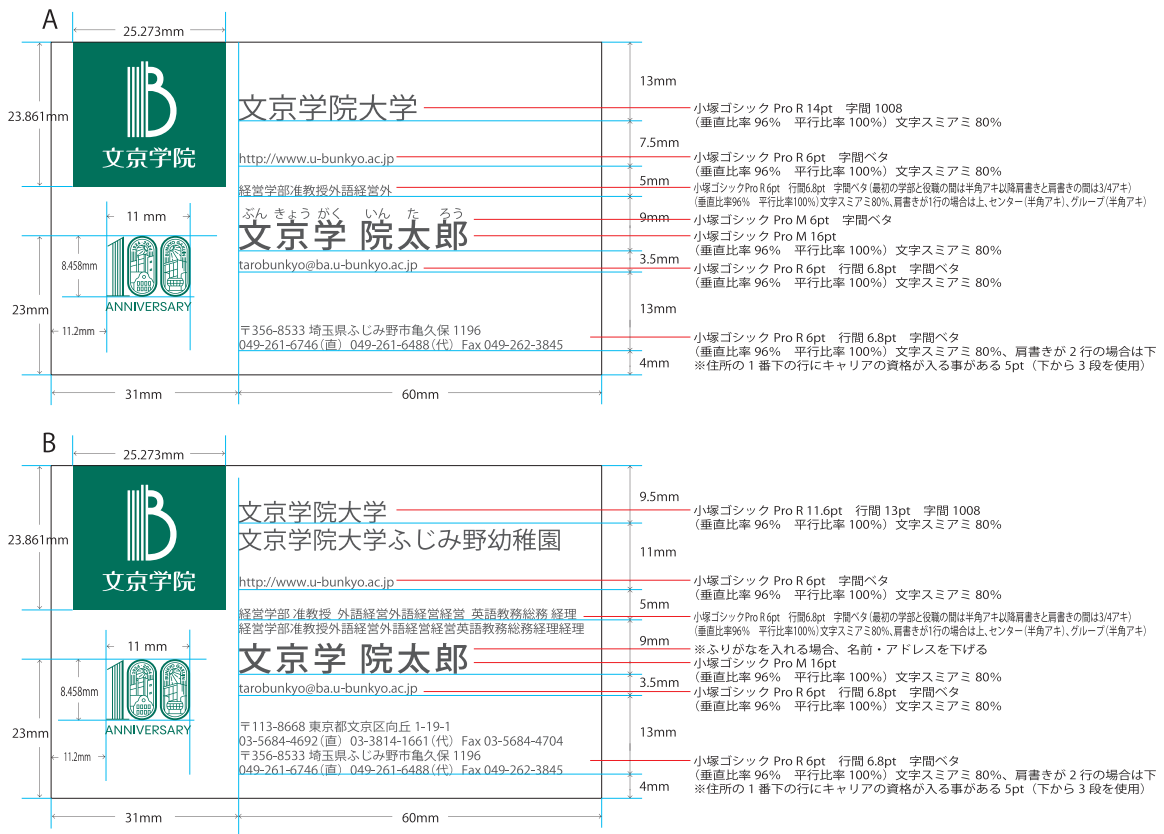 A
25.273mm
23.861mm
文京学院
文京学院大学
http://www.u-bunkyo.ac.jp
経営学部准教授外語経営外
ぶん きょう がく いん た ろう
文京学 院太郎
tarobunkyo@ba.u-bunkyo.ac.jp
〒356-8533 埼玉県ふじみ野市亀久保 1196
049-261-6746(直) 049-261-6488(代) Fax 049-262-3845
11 mm
8.458mm
23mm
100
ANNIVERSARY
11.2mm
31mm
60mm
13mm
7.5mm
5mm
9mm
3.5mm
13mm
4mm
小塚ゴシック Pro R 14pt 字間 1008
(垂直比率 96% 平行比率 100%) 文字スミアミ 80%
小塚ゴシック Pro R 6pt 字間ベタ
(垂直比率 96% 平行比率 100%) 文字スミアミ 80%
小塚ゴシックPro R 6pt 行間6.8pt 字間ベタ(最初の学部と役職の間は半角アキ以降肩書きと肩書きの間は3/4アキ)
(垂直比率96% 平行比率100%)文字スミアミ80%、肩書きが1行の場合は上、センター(半角アキ)、グループ(半角アキ)
小塚ゴシック Pro M 6pt 字間ベタ
小塚ゴシック Pro M 16pt
(垂直比率 96% 平行比率 100%) 文字スミアミ 80%
小塚ゴシック Pro R 6pt 行間 6.8pt 字間ベタ
(垂直比率 96% 平行比率 100%) 文字スミアミ 80%
小塚ゴシック Pro R 6pt 行間 6.8pt 字間ベタ
(垂直比率 96% 平行比率 100%) 文字スミアミ 80%、肩書きが 2 行の場合は下
※住所の 1 番下の行にキャリアの資格が入る事がある 5pt(下から 3 段を使用)
B
25.273mm
23.861mm
文京学院
文京学院大学
文京学院大学ふじみ野幼稚園
http://www.u-bunkyo.ac.jp
経営学部 准教授 外語経営外語経営経営 英語教務総務 経理
経営学部准教授外語経営外語経営経営英語教務総務経理経理
文京学 院太郎
tarobunkyo@ba.u-bunkyo.ac.jp
〒113-8668 東京都文京区向丘 1-19-1
03-5684-4692(直) 03-3814-1661(代) Fax 03-5684-4704
〒356-8533 埼玉県ふじみ野市亀久保 1196
049-261-6746(直) 049-261-6488(代) Fax 049-262-3845
11 mm
8.458mm
23mm
100
ANNIVERSARY
11.2mm
31mm
60mm
9.5mm
11mm
5mm
9mm
3.5mm
13mm
4mm
小塚ゴシック Pro R 11.6pt 行間 13pt 字間 1008
(垂直比率 96% 平行比率 100%) 文字スミアミ 80%
小塚ゴシック Pro R 6pt 字間ベタ
(垂直比率 96% 平行比率 100%) 文字スミアミ 80%
小塚ゴシックPro R 6pt 行間6.8pt 字間ベタ(最初の学部と役職の間は半角アキ以降肩書きと肩書きの間は3/4アキ)
(垂直比率96% 平行比率100%)文字スミアミ80%、肩書きが1行の場合は上、センター(半角アキ)、グループ(半角アキ)
※ふりがなを入れる場合、名前・アドレスを下げる
小塚ゴシック Pro M 16pt
(垂直比率 96% 平行比率 100%) 文字スミアミ 80%
小塚ゴシック Pro R 6pt 行間 6.8pt 字間ベタ
(垂直比率 96% 平行比率 100%) 文字スミアミ 80%
小塚ゴシック Pro R 6pt 行間 6.8pt 字間ベタ
(垂直比率 96% 平行比率 100%) 文字スミアミ 80%、肩書きが 2 行の場合は下
※住所の 1 番下の行にキャリアの資格が入る事がある 5pt(下から 3 段を使用)